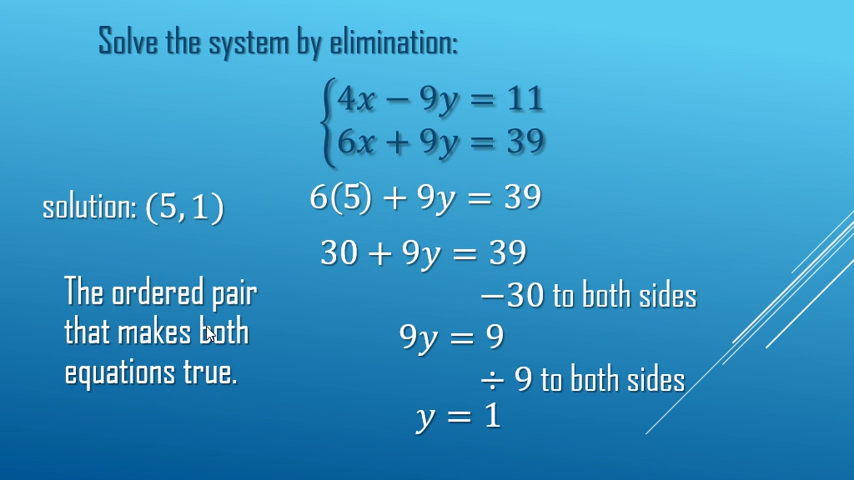 Solve the system by elimination:
4x − 9y = 11
6x + 9y = 39
solution: (5, 1)
6(5) + 9y = 39
30 + 9y = 39
−30 to both sides
9y = 9
÷ 9 to both sides
y = 1
The ordered pair
that makes both
equations true.